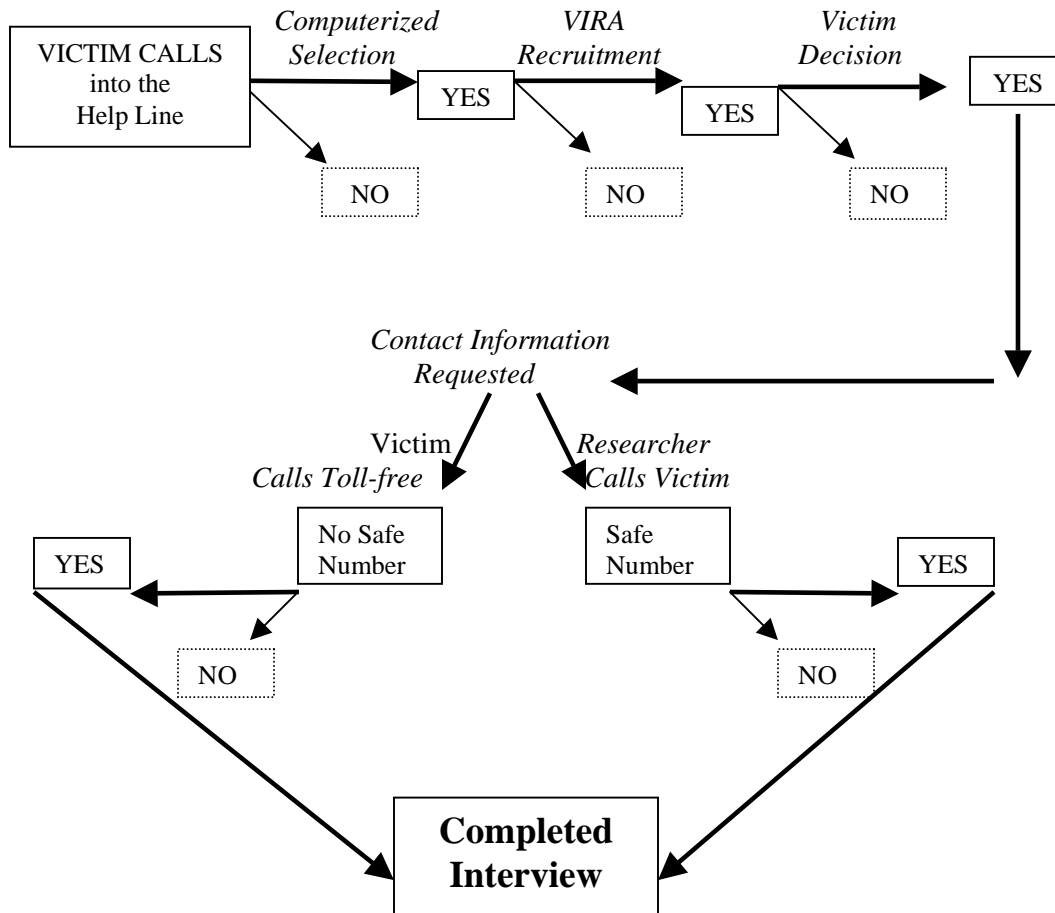 Computerized
Selection
VIRA
Recruitment
Victim
Decision
VICTIM CALLS
into the
Help Line
YES
YES
YES
NO
NO
NO
Contact Information
Requested
Victim
Calls Toll-free
Researcher
Calls Victim
No Safe
Number
Safe
Number
YES
YES
NO
NO
Completed
Interview